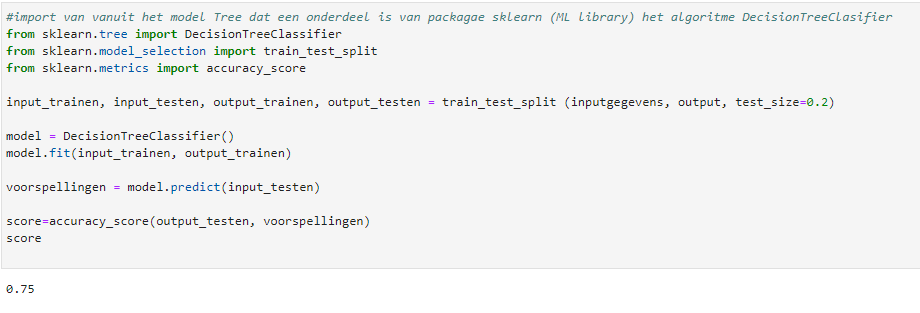 #import van vanuit het model Tree dat een onderdeel is van packagae sklearn (ML library) het algoritme DecisionTreeClasifier
from sklearn.tree import DecisionTreeClassifier
from sklearn.model_selection import train_test_split
from sklearn.metrics import accuracy_score
input_trainen, input_testen, output_trainen, output_testen = train_test_split (inputgegevens, output, test_size=0.2)
model = DecisionTreeClassifier()
model.fit(input_trainen, output_trainen)
voorspellingen = model.predict(input_testen)
score=accuracy_score(output_testen, voorspellingen)
score
0.75